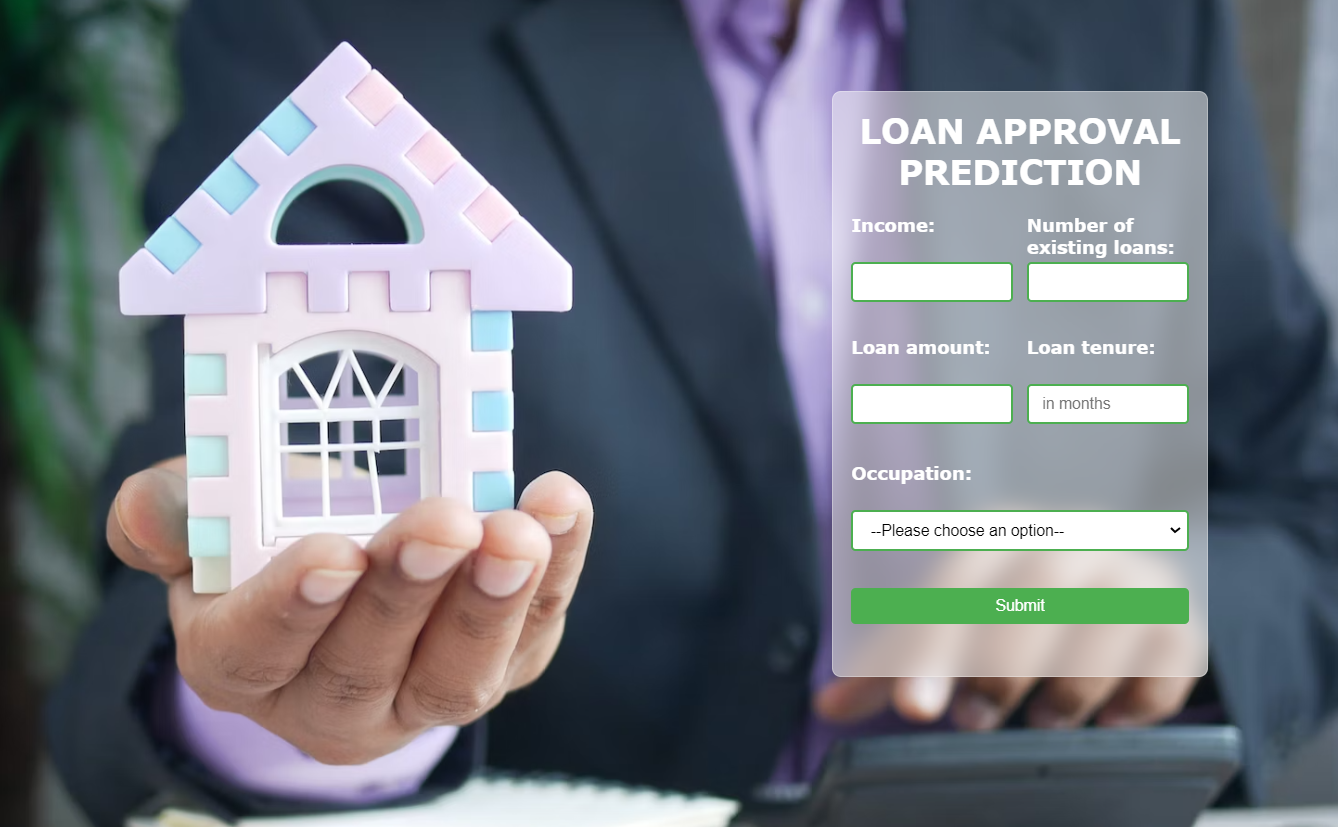 LOAN APPROVAL
PREDICTION
Income:
Number of
existing loans:
Loan amount:
Loan tenure:
in months
Occupation:
--Please choose an option--
Submit